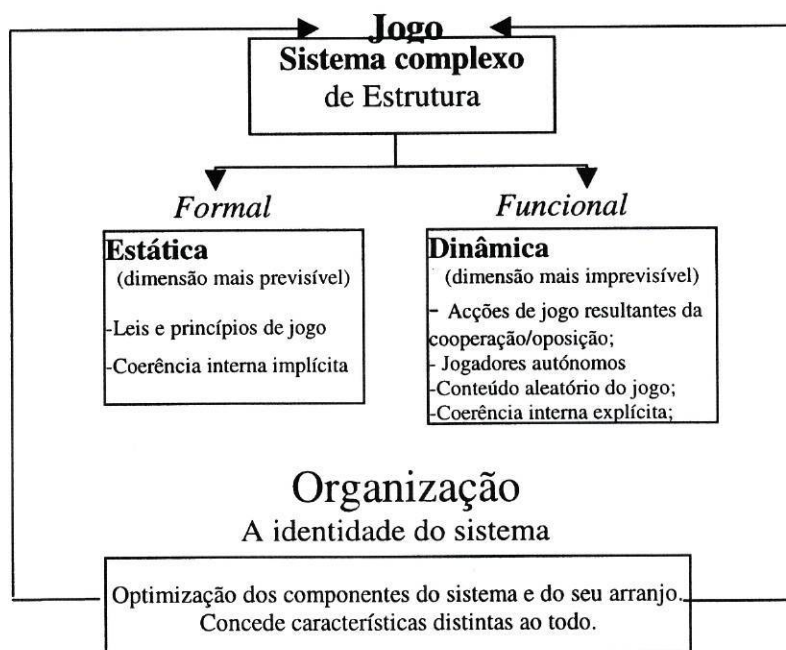 Jogo
Sistema complexo
de Estrutura
Formal
Estática
(dimensão mais previsível)
-Leis e princípios de jogo
-Coerência interna implícita
Funcional
Dinâmica
(dimensão mais imprevisível)
- Acções de jogo resultantes da
cooperação/oposição;
- Jogadores autónomos
-Conteúdo aleatório do jogo;
-Coerência interna explícita;
Organização
A identidade do sistema
Optimização dos componentes do sistema e do seu arranjo.
Concede características distintas ao todo.